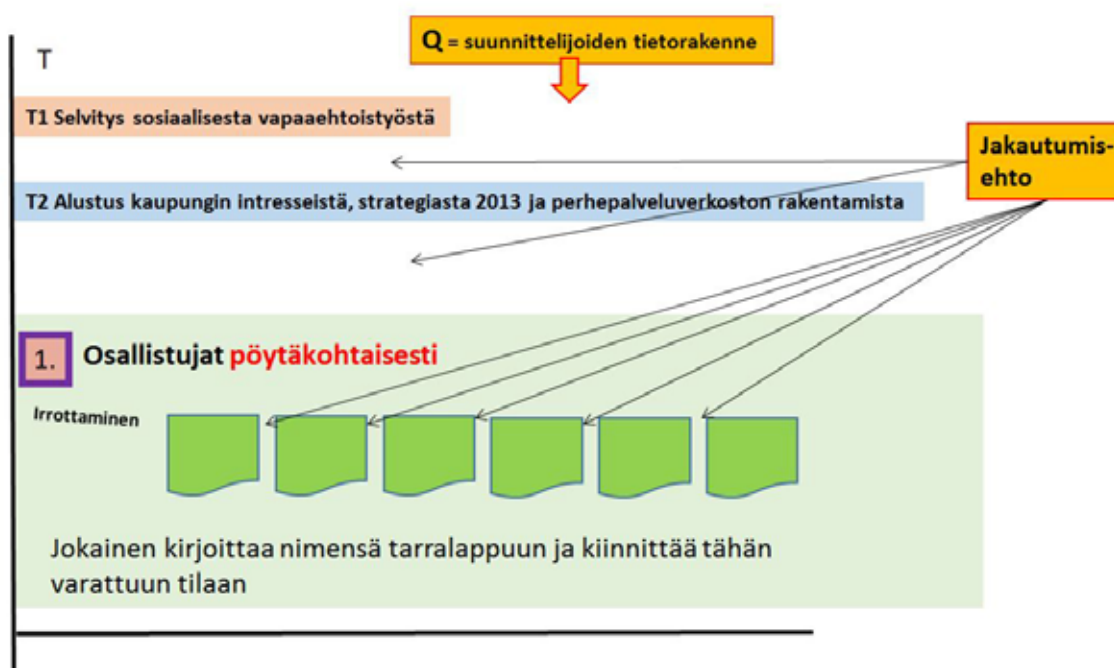 T
Q = suunnittelijoiden tietorakenne
T1 Selvitys sosiaalisesta vapaaehtoistyöstä
Jakautumis-
ehto
T2 Alustus kaupungin intresseistä, strategiasta 2013 ja perhepalveluverkoston rakentamista
1. Osallistujat pöytäkohtaisesti
Irrottaminen
Jokainen kirjoittaa nimensä tarralappuun ja kiinnittää tähän
varattuun tilaan